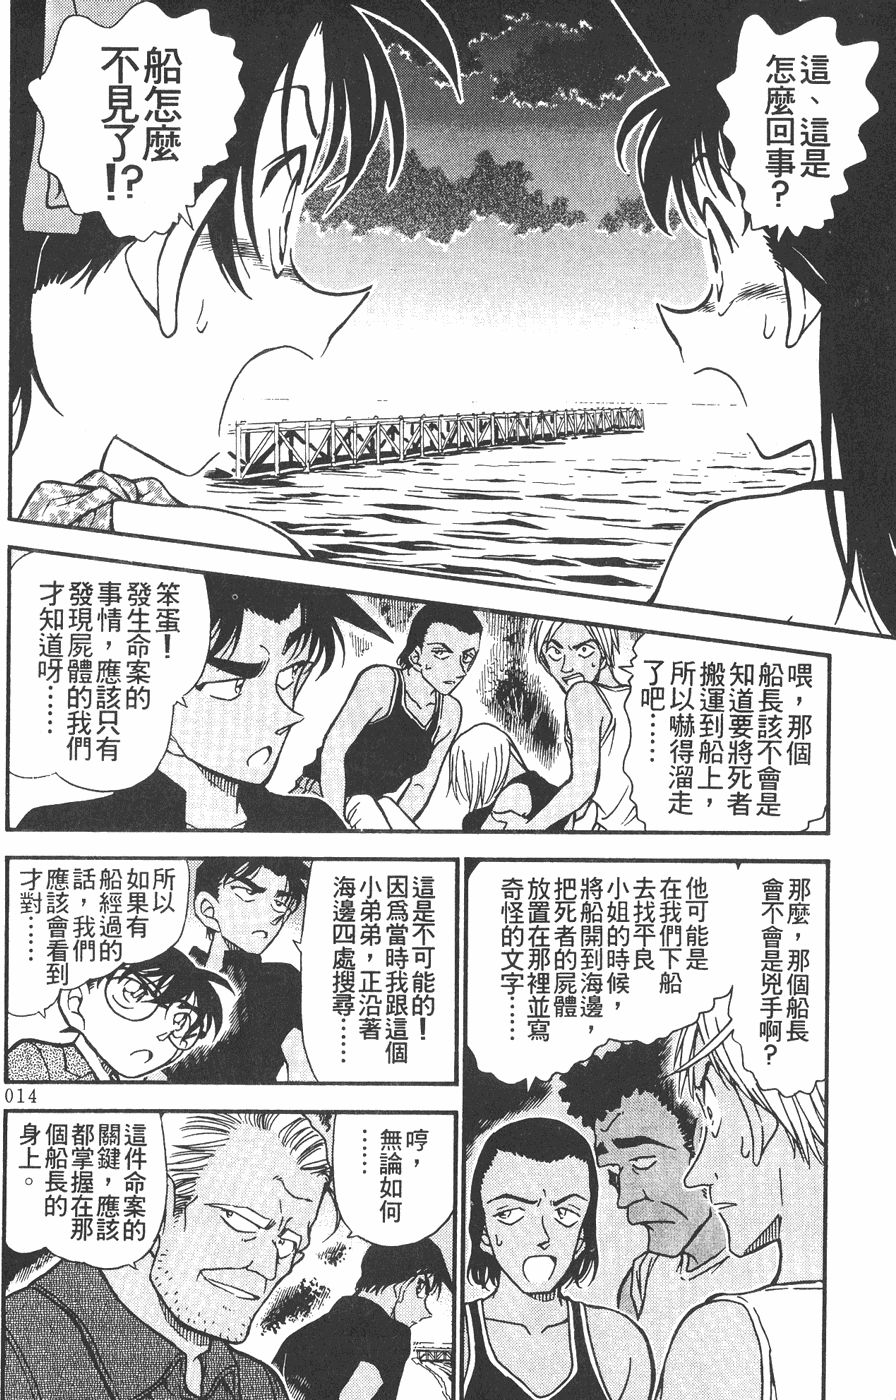 這、這是
怎麼回事？
船怎麼
不見了！？
喂，那個
船長該不會是
知道要將死者
搬運到船上，
所以嚇得溜走
了吧……
笨蛋！
發生命案的
事情，應該只有
發現屍體的我們
才知道呀……
那麼，那個船長
會不會是兇手啊？
他可能是
在我們下船
去找平良
小姐的時候，
將船開到海邊，
把死者的屍體
放置在那裡並寫
奇怪的文字……
這是不可能的！
因為當時我跟這個
小弟弟，正沿著
海邊四處搜尋……
所以
如果有
船經過的
話，我們
應該會看到
才對……
哼，
無論如何
……
這件命案的
關鍵，應該
都掌握在那
個船長的
身上。
014